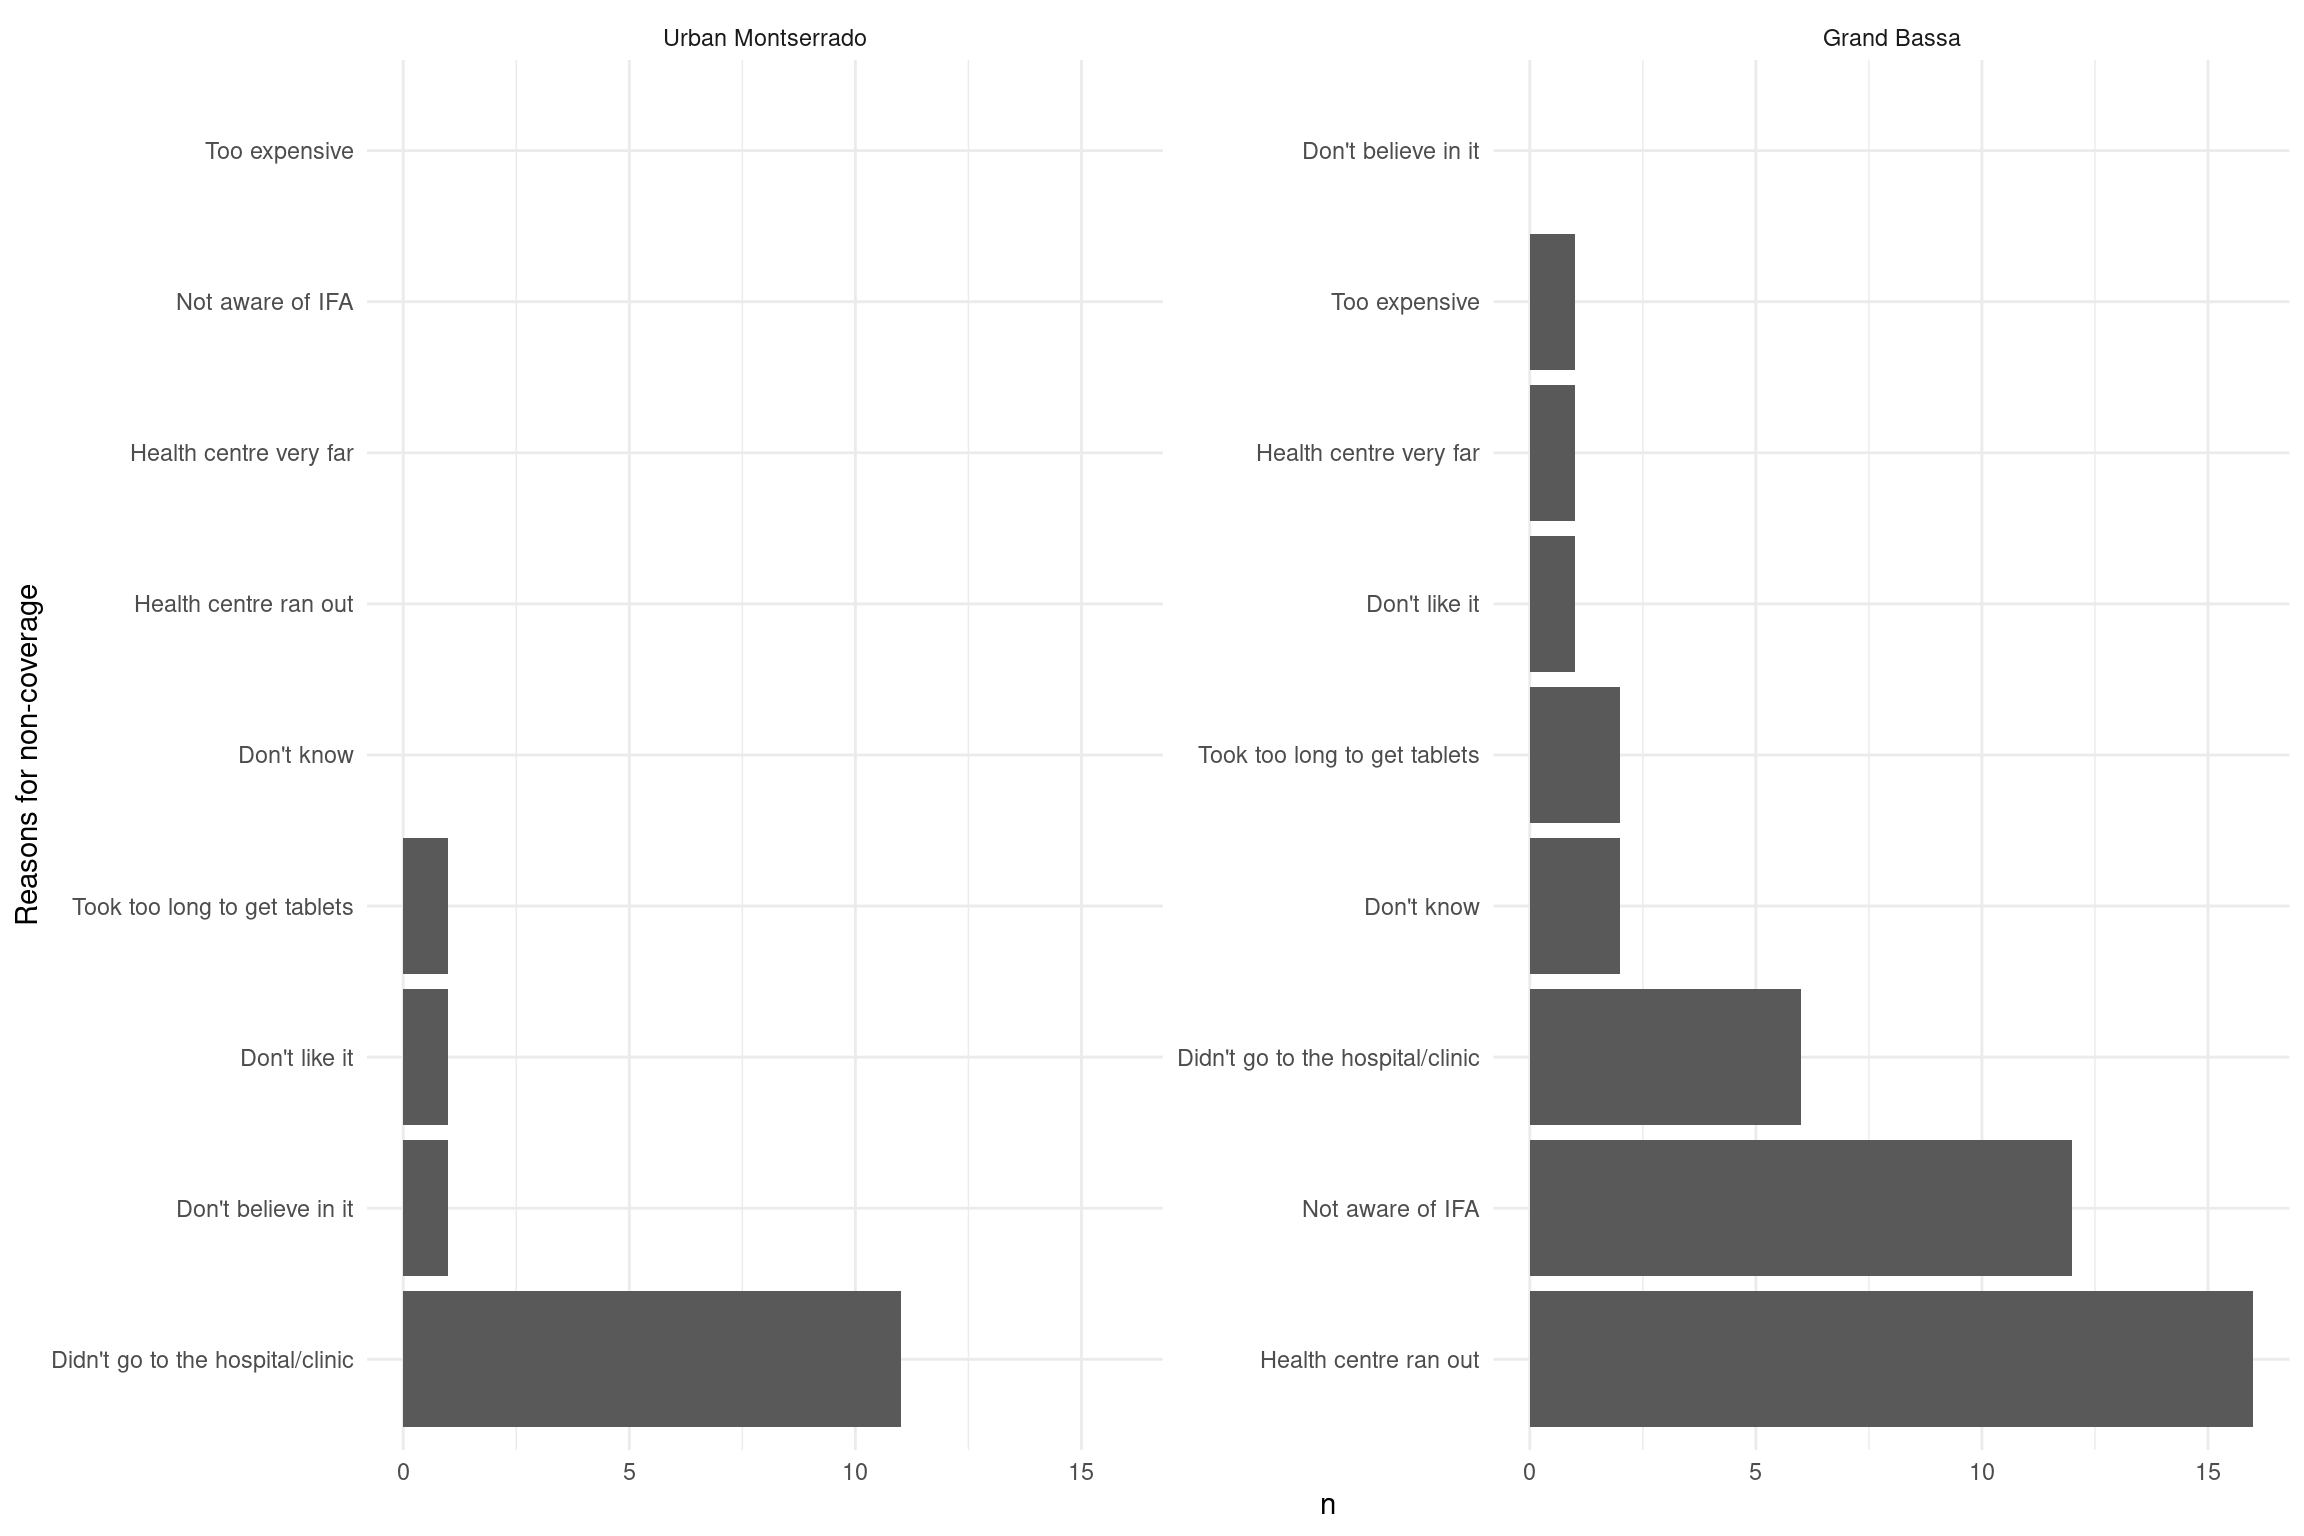 Urban Montserrado
Grand Bassa
Reasons for non-coverage
Too expensive
Not aware of IFA
Health centre very far
Health centre ran out
Don't know
Took too long to get tablets
Don't like it
Don't believe in it
Didn't go to the hospital/clinic
0 5 10 15
Don't believe in it
Too expensive
Health centre very far
Don't like it
Took too long to get tablets
Don't know
Didn't go to the hospital/clinic
Not aware of IFA
Health centre ran out
0 5 10 15
n